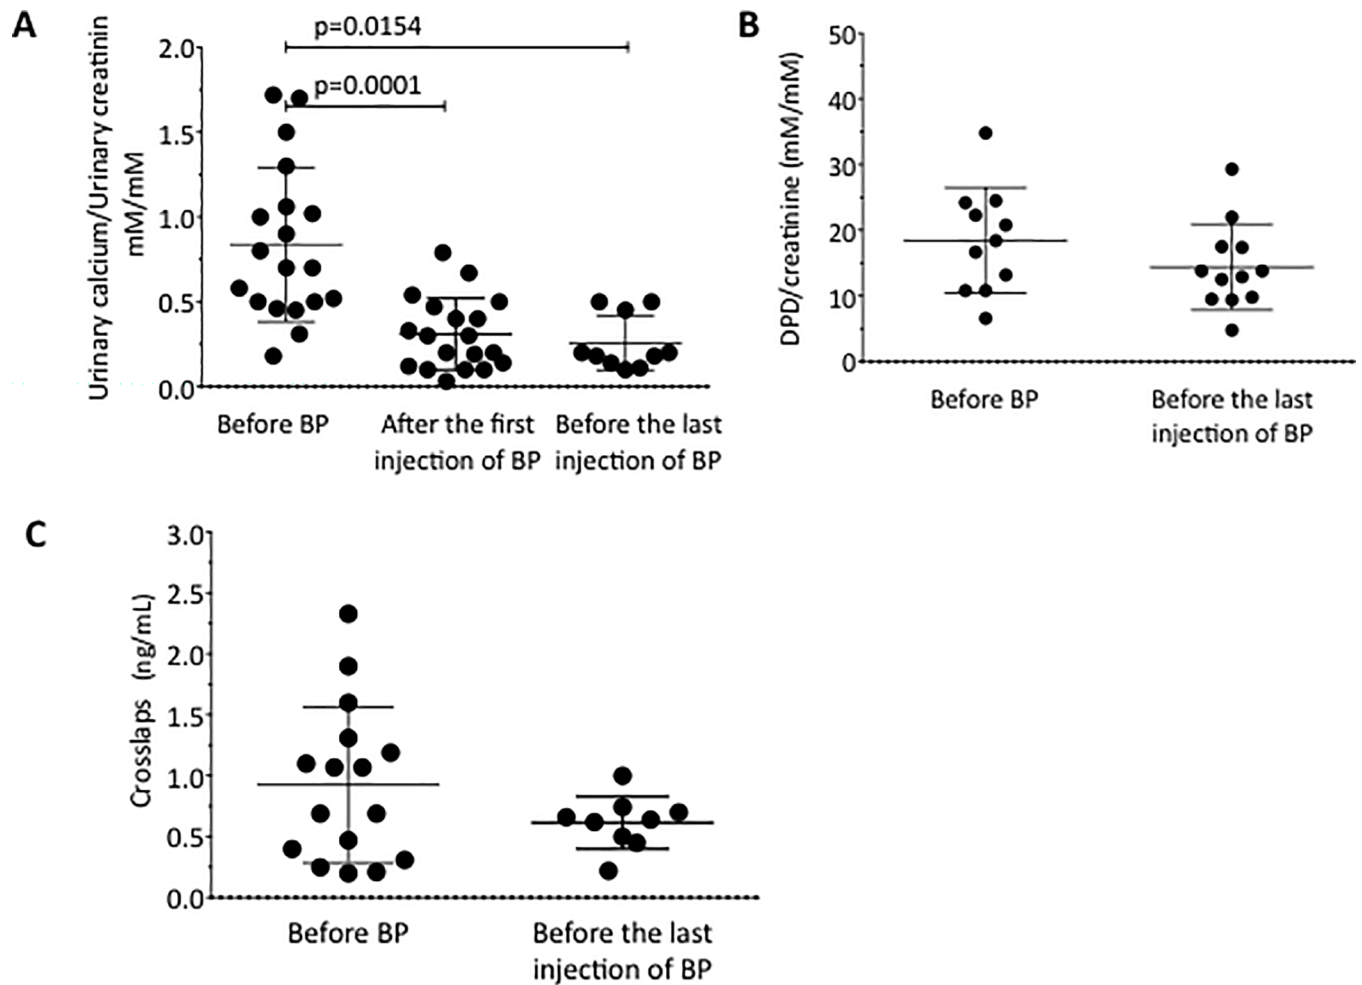 A
Urinary calcium/Urinary creatinin
mM/mM
2.0
1.5
1.0
0.5
0.0
p=0.0154
p=0.0001
Before BP
After the first
injection of BP
Before the last
injection of BP
B
DPD/creatinine (mM/mM)
50
40
30
20
10
0
Before BP
Before the last
injection of BP
C
Crosslaps (ng/mL)
3.0
2.5
2.0
1.5
1.0
0.5
0.0
Before BP
Before the last
injection of BP